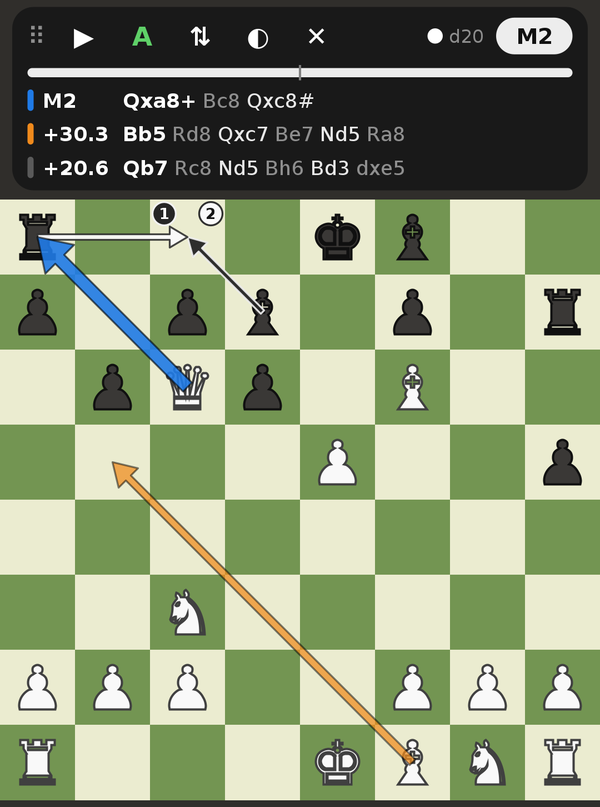 A d20 M2
M2 Qxa8+ Bc8 Qxc8#
+30.3 Bb5 Rd8 Qxc7 Be7 Nd5 Ra8
+20.6 Qb7 Rc8 Nd5 Bh6 Bd3 dxe5
1 2